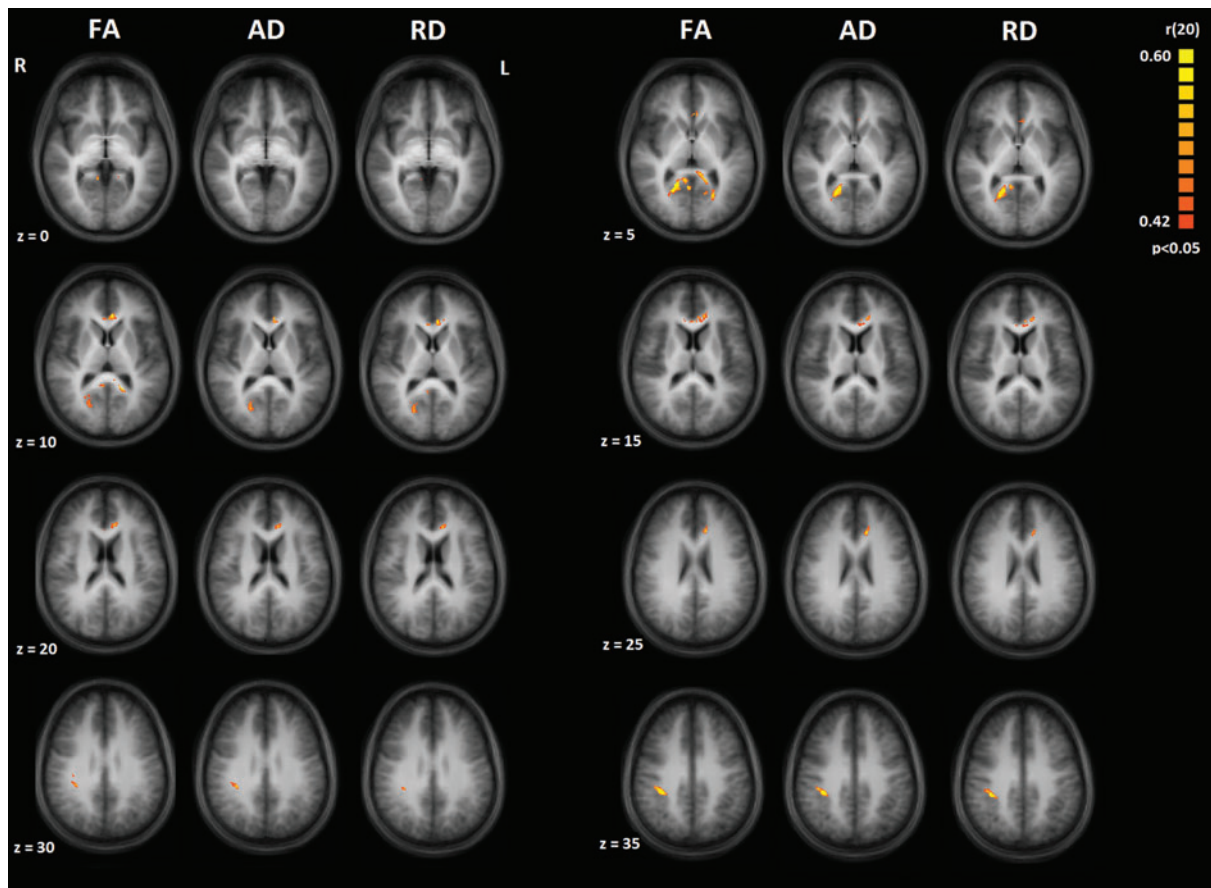 FA AD RD FA AD RD r(20)
R L 0.60
0.42
z = 0 z = 5 p<0.05
z = 10 z = 15
z = 20 z = 25
z = 30 z = 35